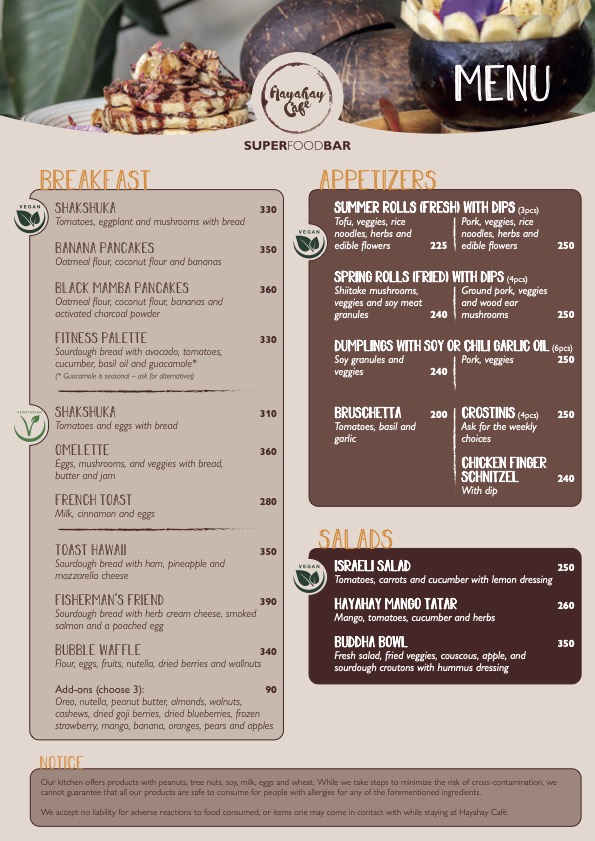 Hayahay
Café
MENU
SUPERFOODBAR
BREAKFAST
VEGAN
SHAKSHUKA 330
Tomatoes, eggplant and mushrooms with bread
BANANA PANCAKES 350
Oatmeal flour, coconut flour and bananas
BLACK MAMBA PANCAKES 360
Oatmeal flour, coconut flour, bananas and
activated charcoal powder
FITNESS PALETTE 330
Sourdough bread with avocado, tomatoes,
cucumber, basil oil and guacamole*
(* Guacamole is seasonal – ask for alternatives)
VEGETARIAN
SHAKSHUKA 310
Tomatoes and eggs with bread
OMELETTE 360
Eggs, mushrooms, and veggies with bread,
butter and jam
FRENCH TOAST 280
Milk, cinnamon and eggs
TOAST HAWAII 350
Sourdough bread with ham, pineapple and
mozzarella cheese
FISHERMAN'S FRIEND 390
Sourdough bread with herb cream cheese, smoked
salmon and a poached egg
BUBBLE WAFFLE 340
Flour, eggs, fruits, nutella, dried berries and wallnuts
Add-ons (choose 3): 90
Oreo, nutella, peanut butter, almonds, walnuts,
cashews, dried goji berries, dried blueberries, frozen
strawberry, mango, banana, oranges, pears and apples
APPETIZERS
VEGAN
SUMMER ROLLS (FRESH) WITH DIPS (3pcs)
Tofu, veggies, rice
noodles, herbs and
edible flowers 225
Pork, veggies, rice
noodles, herbs and
edible flowers 250
SPRING ROLLS (FRIED) WITH DIPS (4pcs)
Shiitake mushrooms,
veggies and soy meat
granules 240
Ground pork, veggies
and wood ear
mushrooms 250
DUMPLINGS WITH SOY OR CHILI GARLIC OIL (6pcs)
Soy granules and
veggies 240
Pork, veggies 250
BRUSCHETTA 200
Tomatoes, basil and
garlic
CROSTINIS (4pcs) 250
Ask for the weekly
choices
CHICKEN FINGER
SCHNITZEL 240
With dip
SALADS
VEGAN
ISRAELI SALAD 250
Tomatoes, carrots and cucumber with lemon dressing
HAYAHAY MANGO TATAR 260
Mango, tomatoes, cucumber and herbs
BUDDHA BOWL 350
Fresh salad, fried veggies, couscous, apple, and
sourdough croutons with hummus dressing
NOTICE
Our kitchen offers products with peanuts, tree nuts, soy, milk, eggs and wheat. While we take steps to minimize the risk of cross-contamination, we
cannot guarantee that all our products are safe to consume for people with allergies for any of the forementioned ingredients.
We accept no liability for adverse reactions to food consumed, or items one may come in contact with while staying at Hayahay Café.